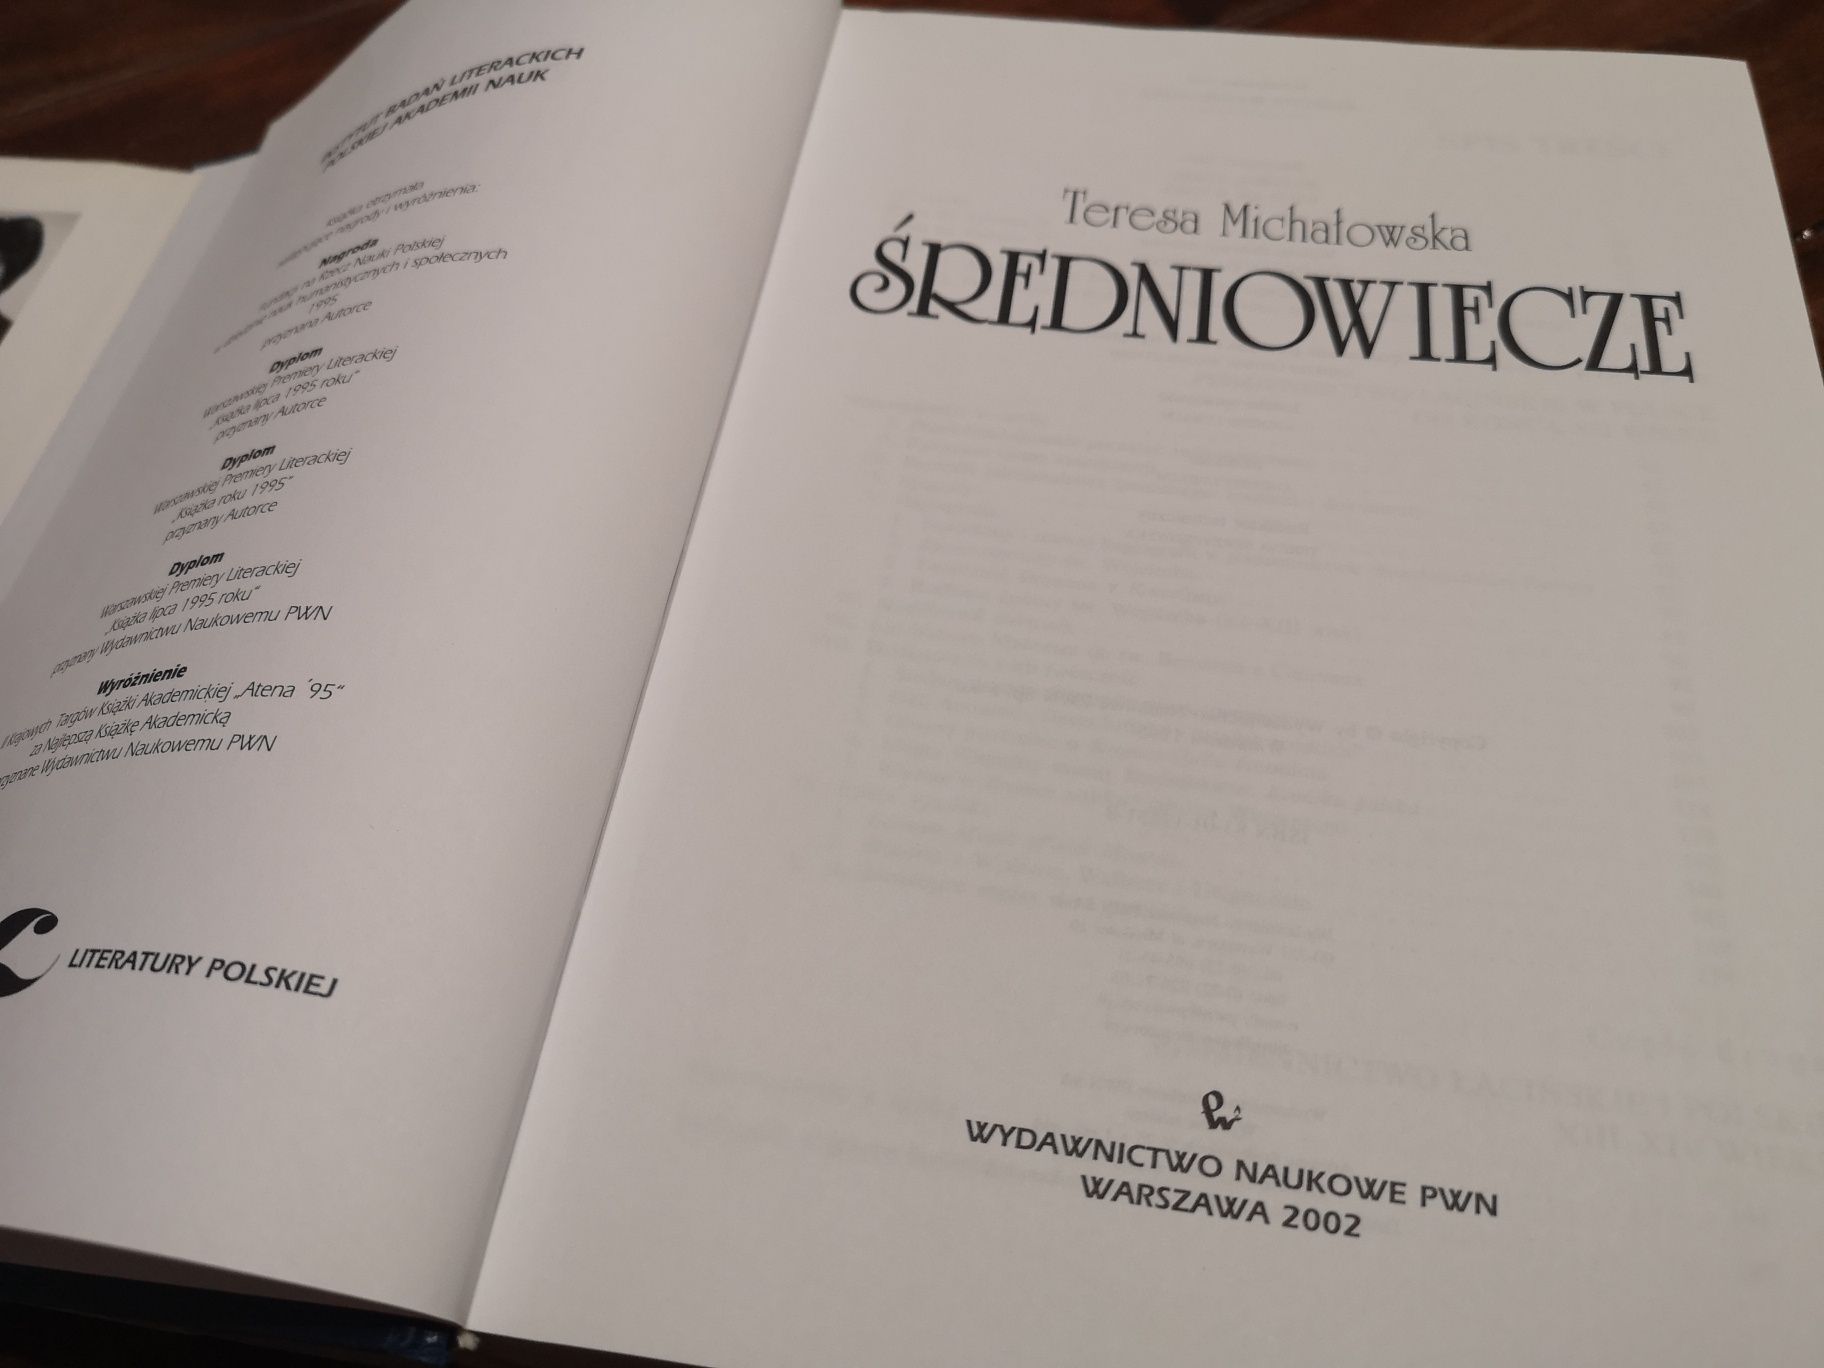 INSTYTUT BADAŃ LITERACKICH
POLSKIEJ AKADEMII NAUK
Książka otrzymała
następujące nagrody i wyróżnienia:
Nagroda
Fundacji na Rzecz Nauki Polskiej
w dziedzinie nauk humanistycznych i społecznych
1995
przyznana Autorce
Dyplom
Warszawskiej Premiery Literackiej
„Książka lipca 1995 roku”
przyznany Autorce
Dyplom
Warszawskiej Premiery Literackiej
„Książka roku 1995”
przyznany Autorce
Dyplom
Warszawskiej Premiery Literackiej
„Książka lipca 1995 roku”
przyznany Wydawnictwu Naukowemu PWN
Wyróżnienie
II Krajowych Targów Książki Akademickiej „Atena ´95”
za Najlepszą Książkę Akademicką
przyznane Wydawnictwu Naukowemu PWN
LITERATURY POLSKIEJ
Teresa Michałowska
ŚREDNIOWIECZE
WYDAWNICTWO NAUKOWE PWN
WARSZAWA 2002